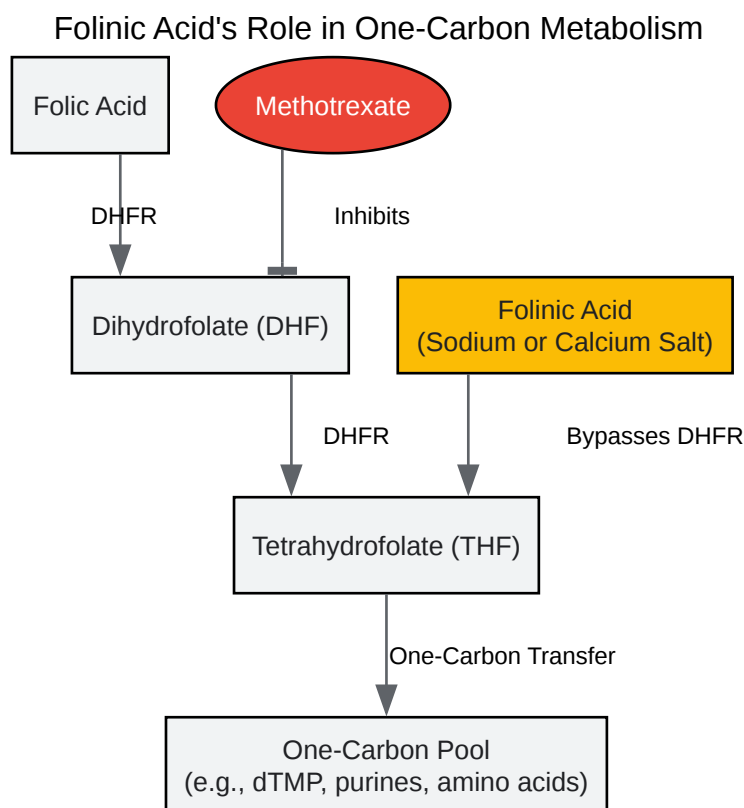 Folinic Acid's Role in One-Carbon Metabolism
Folic Acid
Methotrexate
DHFR
Inhibits
Dihydrofolate (DHF)
Folinic Acid
(Sodium or Calcium Salt)
DHFR
Bypasses DHFR
Tetrahydrofolate (THF)
One-Carbon Transfer
One-Carbon Pool
(e.g., dTMP, purines, amino acids)